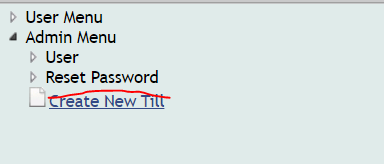 User Menu
Admin Menu
User
Reset Password
Create New Till